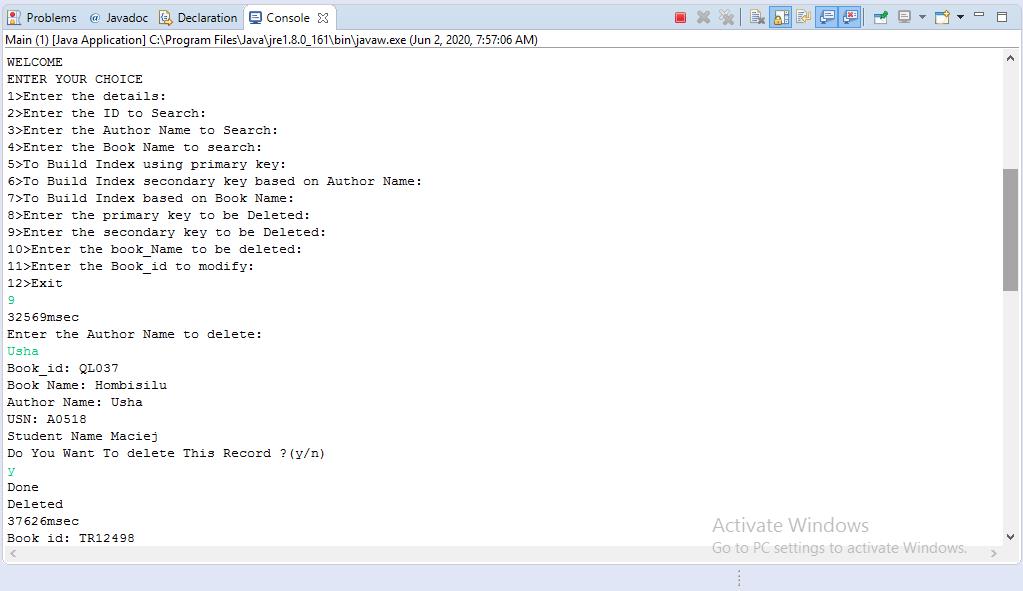 Problems @ Javadoc Declaration Console
Main (1) [Java Application] C:\Program Files\Java\jre1.8.0_161\bin\javaw.exe (Jun 2, 2020, 7:57:06 AM)
WELCOME
ENTER YOUR CHOICE
1>Enter the details:
2>Enter the ID to Search:
3>Enter the Author Name to Search:
4>Enter the Book Name to search:
5>To Build Index using primary key:
6>To Build Index secondary key based on Author Name:
7>To Build Index based on Book Name:
8>Enter the primary key to be Deleted:
9>Enter the secondary key to be Deleted:
10>Enter the book_Name to be deleted:
11>Enter the Book_id to modify:
12>Exit
9
32569msec
Enter the Author Name to delete:
Usha
Book_id: QL037
Book Name: Hombisilu
Author Name: Usha
USN: A0518
Student Name Maciej
Do You Want To delete This Record ?(y/n)
y
Done
Deleted
37626msec
Book id: TR12498
Activate Windows
Go to PC settings to activate Windows.